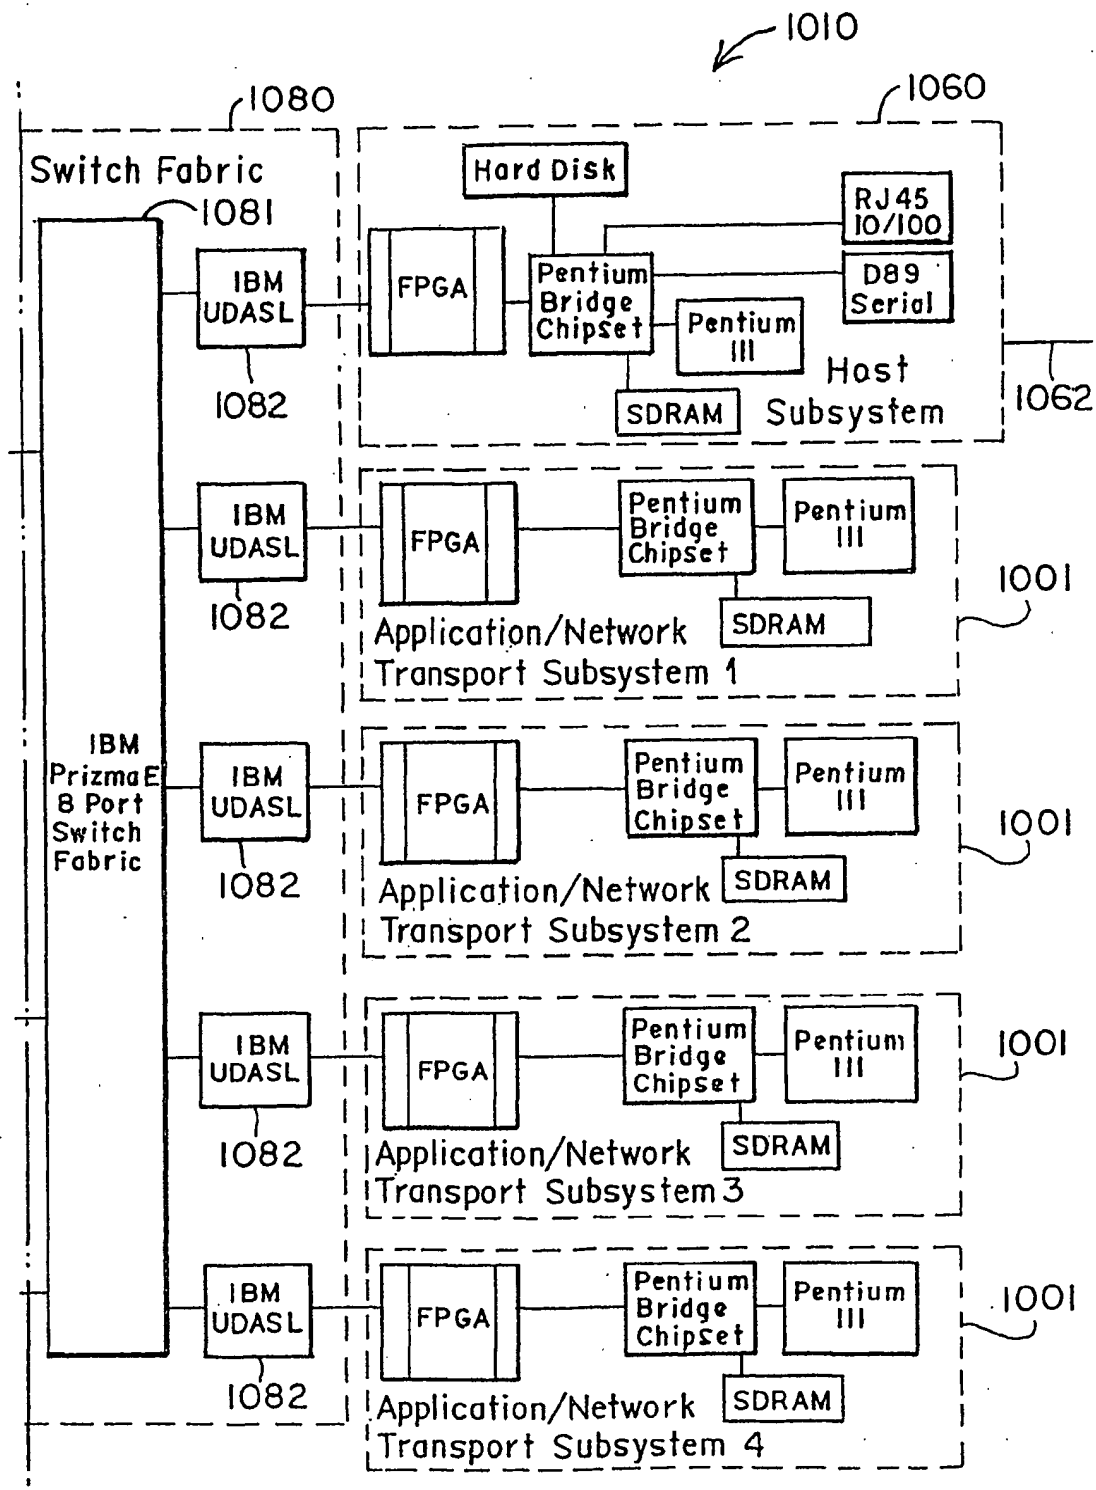 1010
1080
1060
Switch Fabric
1081
Hard Disk
RJ45
10/100
IBM
UDASL
FPGA
Pentium
Bridge
Chipset
D89
Serial
Pentium
III
1082
SDRAM
Host
Subsystem
1062
IBM
UDASL
FPGA
Pentium
Bridge
Chipset
Pentium
III
1082
SDRAM
1001
Application/Network
Transport Subsystem 1
IBM
PrizmaE
8 Port
Switch
Fabric
IBM
UDASL
FPGA
Pentium
Bridge
Chipset
Pentium
III
1001
1082
SDRAM
Application/Network
Transport Subsystem 2
IBM
UDASL
FPGA
Pentium
Bridge
Chipset
Pentium
III
1001
1082
SDRAM
Application/Network
Transport Subsystem 3
IBM
UDASL
FPGA
Pentium
Bridge
Chipset
Pentium
III
1001
1082
SDRAM
Application/Network
Transport Subsystem 4